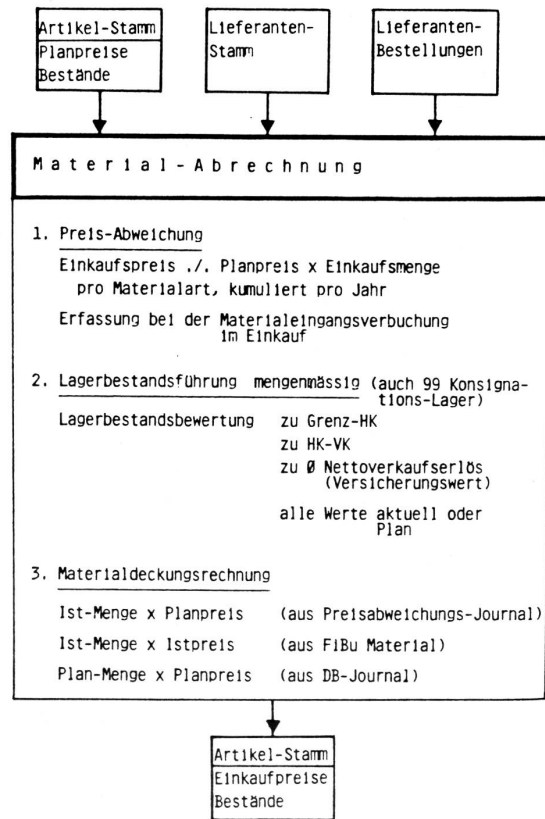 Artikel-Stamm
Planpreise
Bestände
Lieferanten-
Stamm
Lieferanten-
Bestellungen
Material-Abrechnung
1. Preis-Abweichung
Einkaufspreis ./. Planpreis x Einkaufsmenge
pro Materialart, kumuliert pro Jahr
Erfassung bei der Materialeingangsverbuchung
im Einkauf
2. Lagerbestandsführung mengenmässig (auch 99 Konsigna-
tions-Lager)
Lagerbestandsbewertung zu Grenz-HK
zu HK-VK
zu Ø Nettoverkaufserlös
(Versicherungswert)
alle Werte aktuell oder
Plan
3. Materialdeckungsrechnung
Ist-Menge x Planpreis (aus Preisabweichungs-Journal)
Ist-Menge x Istpreis (aus FiBu Material)
Plan-Menge x Planpreis (aus DB-Journal)
Artikel-Stamm
Einkaufpreise
Bestände